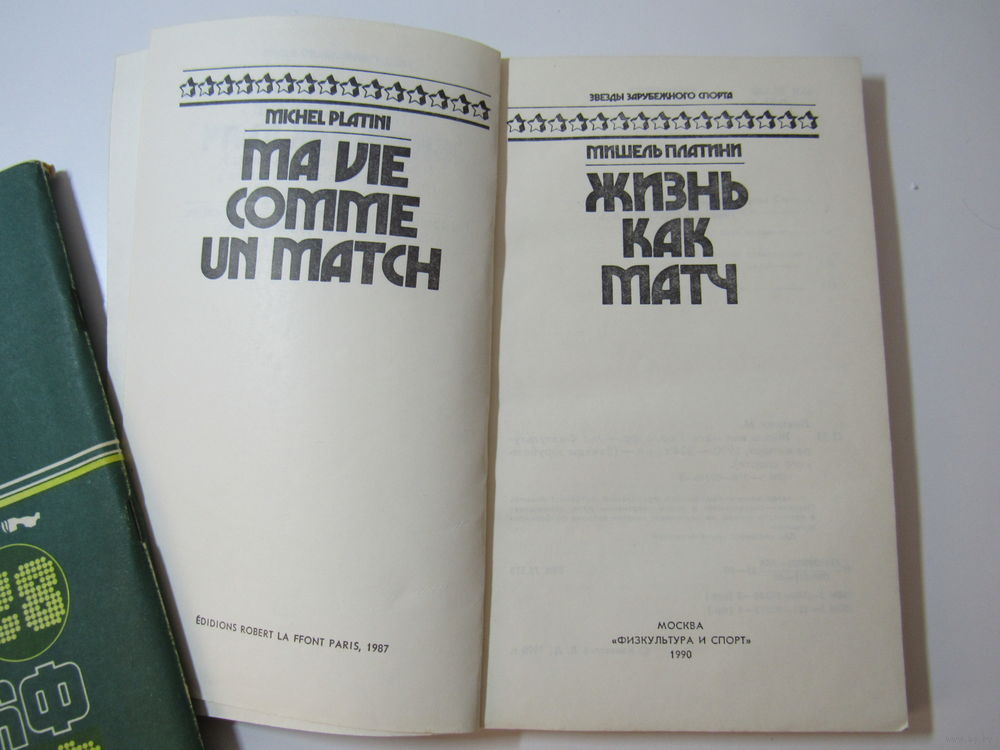 MICHEL PLATINI
MA VIE
COMME
UN MATCH
ÉDIDIONS ROBERT LA FFONT PARIS, 1987
ЗВЕЗДЫ ЗАРУБЕЖНОГО СПОРТА
МИШЕЛЬ ПЛАТИНИ
ЖИЗНЬ
КАК
МАТЧ
МОСКВА
«ФИЗКУЛЬТУРА И СПОРТ»
1990